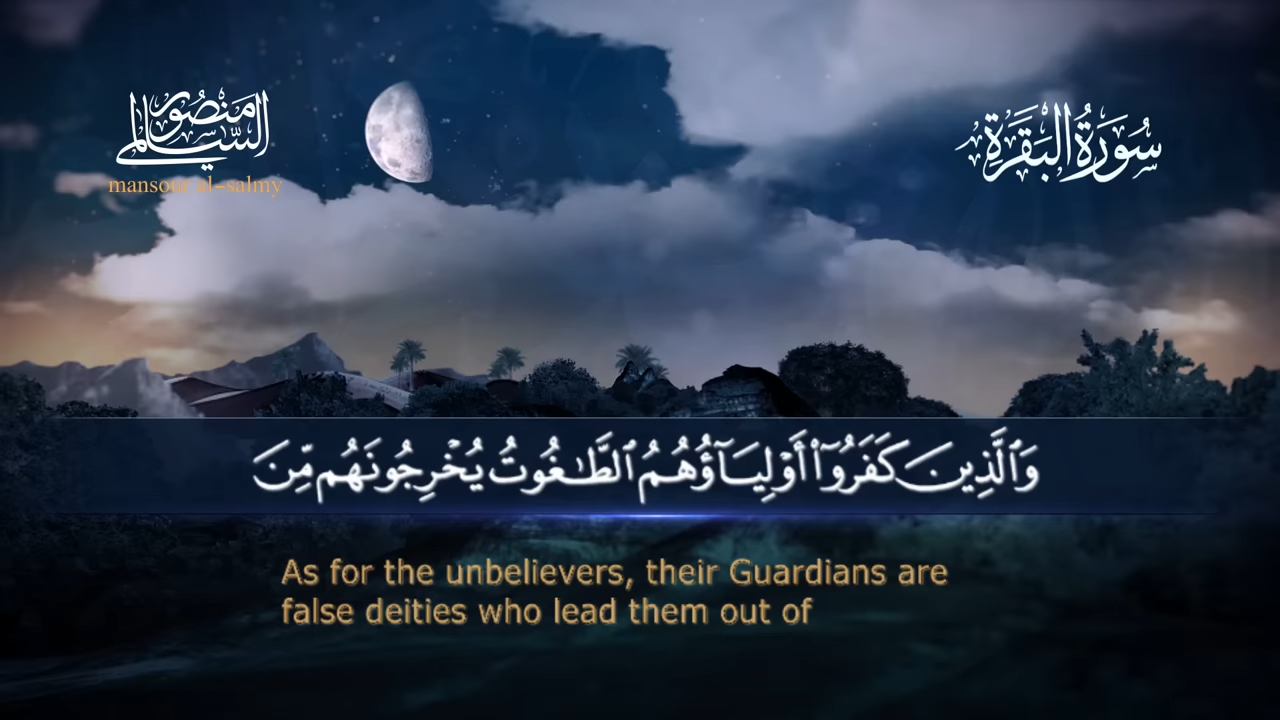 منصور السالمي
mansour al-salmy
سُورَةُ البَقَرَةِ
وَٱلَّذِينَ كَفَرُوٓا۟ أَوْلِيَآؤُهُمُ ٱلطَّٰغُوتُ يُخْرِجُونَهُم مِّنَ
As for the unbelievers, their Guardians are
false deities who lead them out of